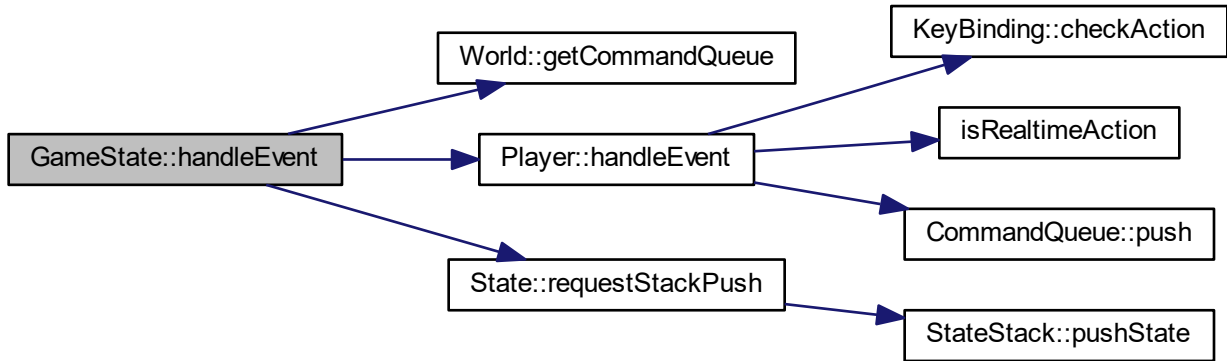 KeyBinding::checkAction
World::getCommandQueue
isRealtimeAction
GameState::handleEvent
Player::handleEvent
CommandQueue::push
State::requestStackPush
StateStack::pushState